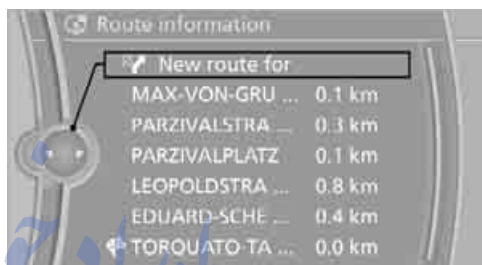 Route information
New route for
MAX-VON-GRU ... 0.1 km
PARZIVALSTRA ... 0.3 km
PARZIVALPLATZ 0.1 km
LEOPOLDSTRA ... 0.8 km
EDUARD-SCHE ... 0.4 km
TORQUATO-TA ... 0.0 km